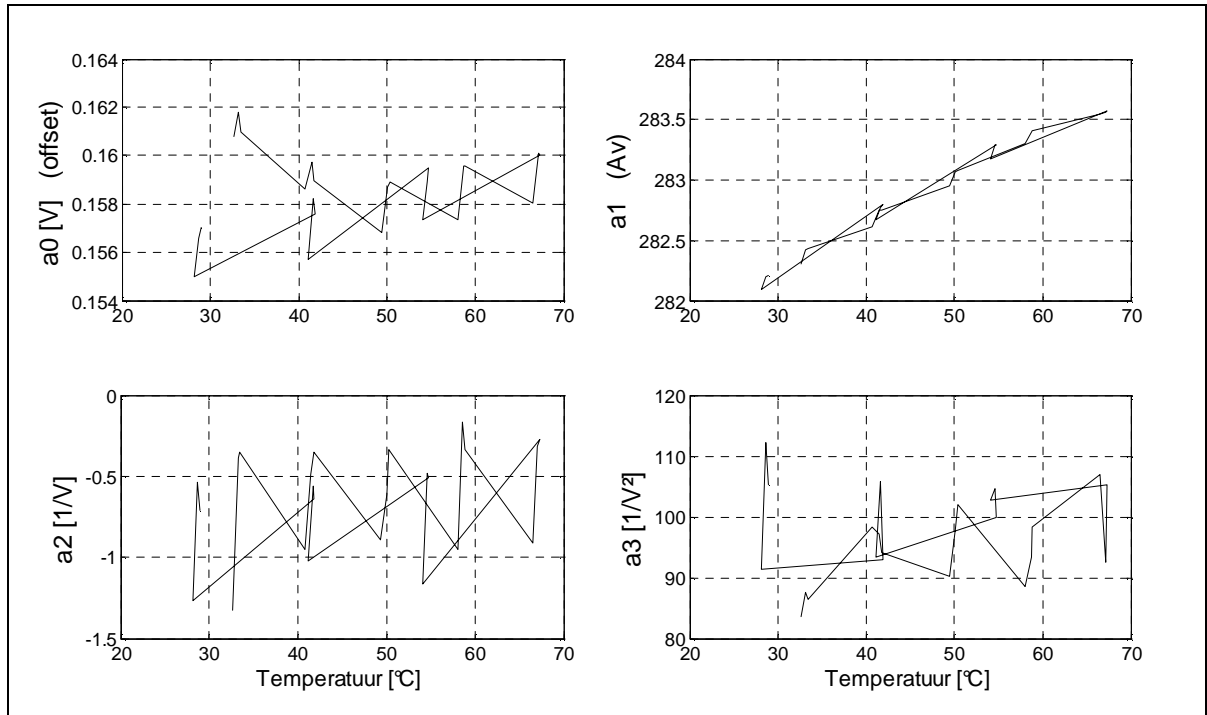 0.164
0.162
0.16
0.158
0.156
0.154
20 30 40 50 60 70
a0 [V] (offset)
284
283.5
283
282.5
282
20 30 40 50 60 70
a1 (Av)
0
-0.5
-1
-1.5
20 30 40 50 60 70
a2 [1/V]
Temperatuur [°C]
120
110
100
90
80
20 30 40 50 60 70
a3 [1/V²]
Temperatuur [°C]